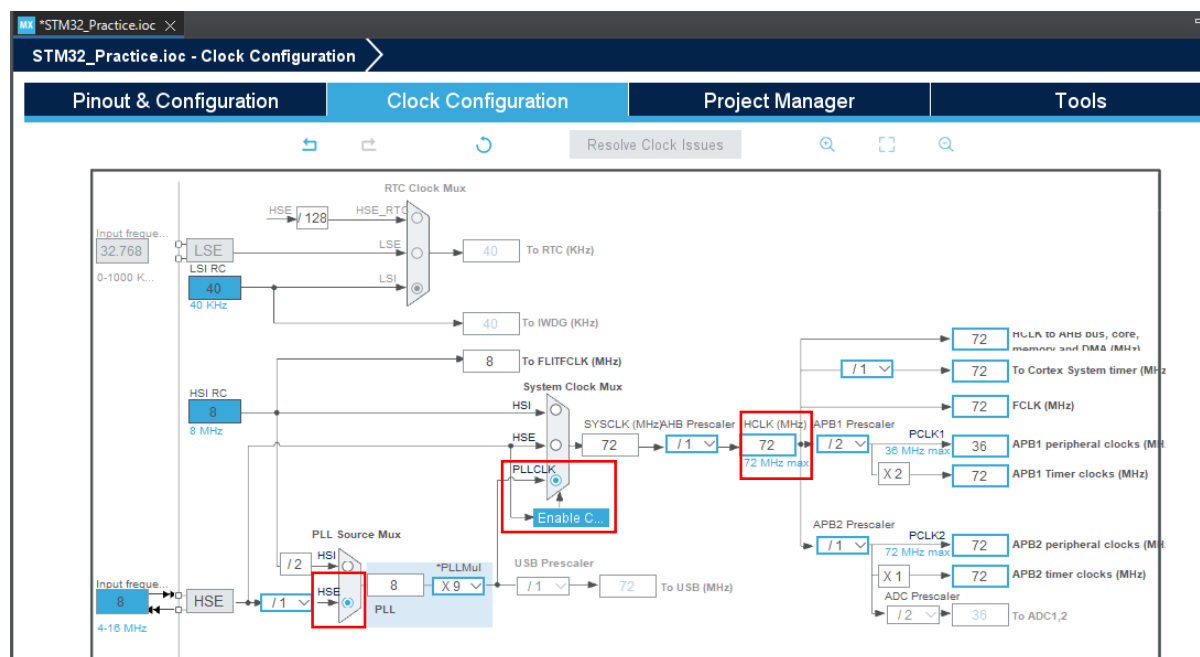 MX *STM32_Practice.ioc ×
STM32_Practice.ioc - Clock Configuration
Pinout & Configuration
Clock Configuration
Project Manager
Tools
Resolve Clock Issues
RTC Clock Mux
HSE
/ 128
HSE_RTC
Input freque...
32.768
0-1000 K...
LSE
LSE
40
To RTC (KHz)
LSI RC
40
40 KHz
LSI
40
To IWDG (KHz)
8
To FLITFCLK (MHz)
HSI RC
8
8 MHz
System Clock Mux
HSI
HSE
PLLCLK
Enable C...
SYSCLK (MHz)
72
AHB Prescaler
/ 1
HCLK (MHz)
72
72 MHz max
72
HCLK to AHB bus, core,
memory and DMA (MHz)
/ 1
72
To Cortex System timer (MHz
72
FCLK (MHz)
APB1 Prescaler
/ 2
PCLK1
36 MHz max
36
APB1 peripheral clocks (MH
X 2
72
APB1 Timer clocks (MHz)
APB2 Prescaler
/ 1
PCLK2
72 MHz max
72
APB2 peripheral clocks (MH
X 1
72
APB2 timer clocks (MHz)
ADC Prescaler
/ 2
36
To ADC1,2
PLL Source Mux
/ 2
HSI
HSE
Input freque...
8
4-16 MHz
HSE
/ 1
8
PLL
*PLLMul
X 9
USB Prescaler
/ 1
72
To USB (MHz)